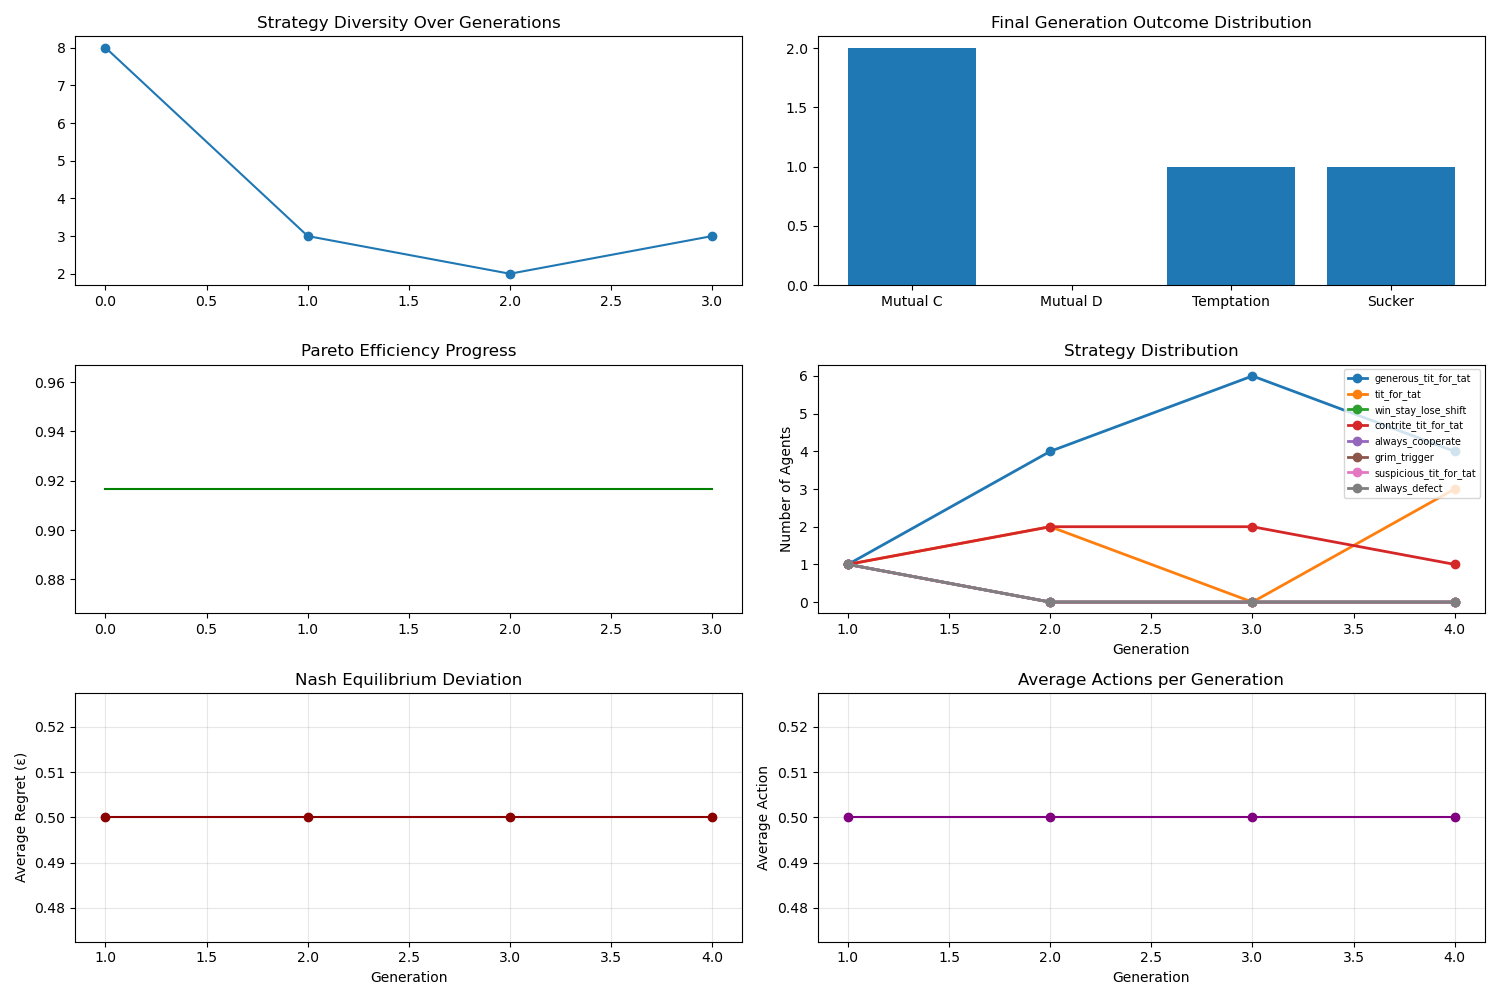 Strategy Diversity Over Generations
8
7
6
5
4
3
2
0.0 0.5 1.0 1.5 2.0 2.5 3.0
Final Generation Outcome Distribution
2.0
1.5
1.0
0.5
0.0
Mutual C Mutual D Temptation Sucker
Pareto Efficiency Progress
0.96
0.94
0.92
0.90
0.88
0.0 0.5 1.0 1.5 2.0 2.5 3.0
Strategy Distribution
Number of Agents
6
5
4
3
2
1
0
generous_tit_for_tat
tit_for_tat
win_stay_lose_shift
contrite_tit_for_tat
always_cooperate
grim_trigger
suspicious_tit_for_tat
always_defect
1.0 1.5 2.0 2.5 3.0 3.5 4.0
Generation
Nash Equilibrium Deviation
Average Regret (ε)
0.52
0.51
0.50
0.49
0.48
1.0 1.5 2.0 2.5 3.0 3.5 4.0
Generation
Average Actions per Generation
Average Action
0.52
0.51
0.50
0.49
0.48
1.0 1.5 2.0 2.5 3.0 3.5 4.0
Generation